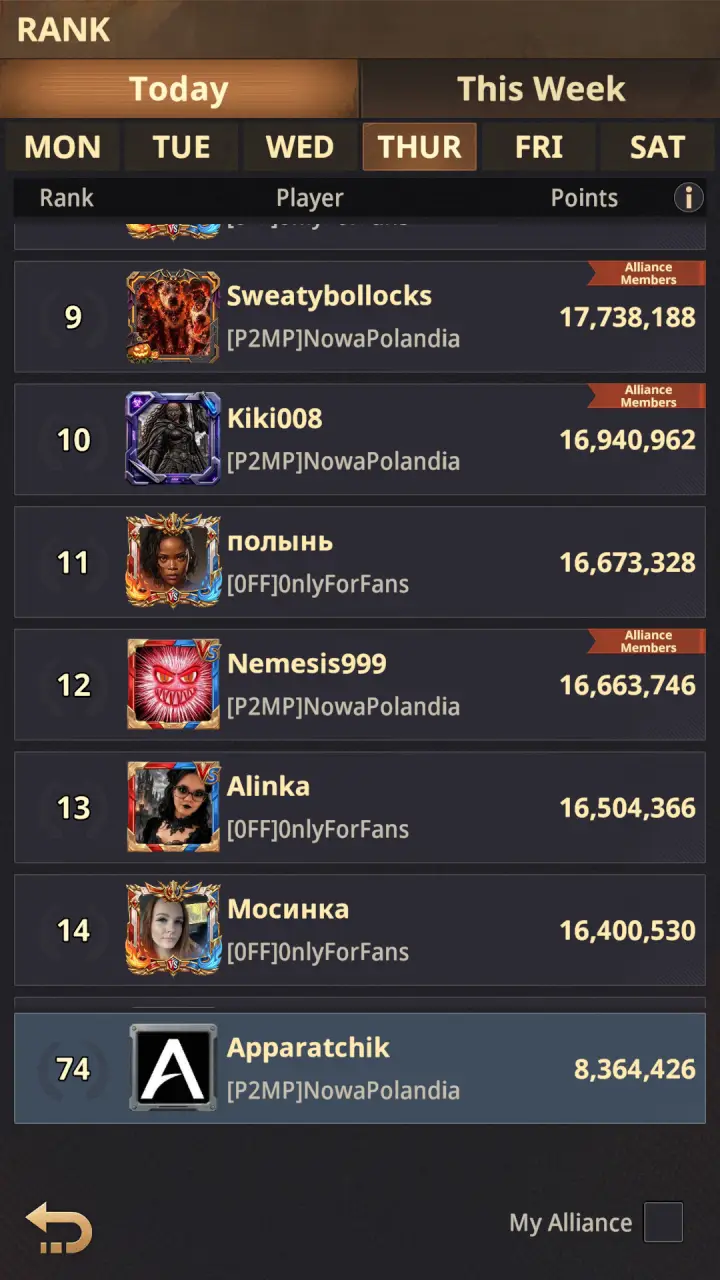 RANK
Today
This Week
MON TUE WED THUR FRI SAT
Rank Player Points i
Alliance
Members
9 Sweatybollocks 17,738,188
[P2MP]NowaPolandia
Alliance
Members
10 Kiki008 16,940,962
[P2MP]NowaPolandia
11 полынь 16,673,328
[0FF]0nlyForFans
Alliance
Members
12 Nemesis999 16,663,746
[P2MP]NowaPolandia
13 Alinka 16,504,366
[0FF]0nlyForFans
14 Мосинка 16,400,530
[0FF]0nlyForFans
74 Apparatchik 8,364,426
[P2MP]NowaPolandia
My Alliance